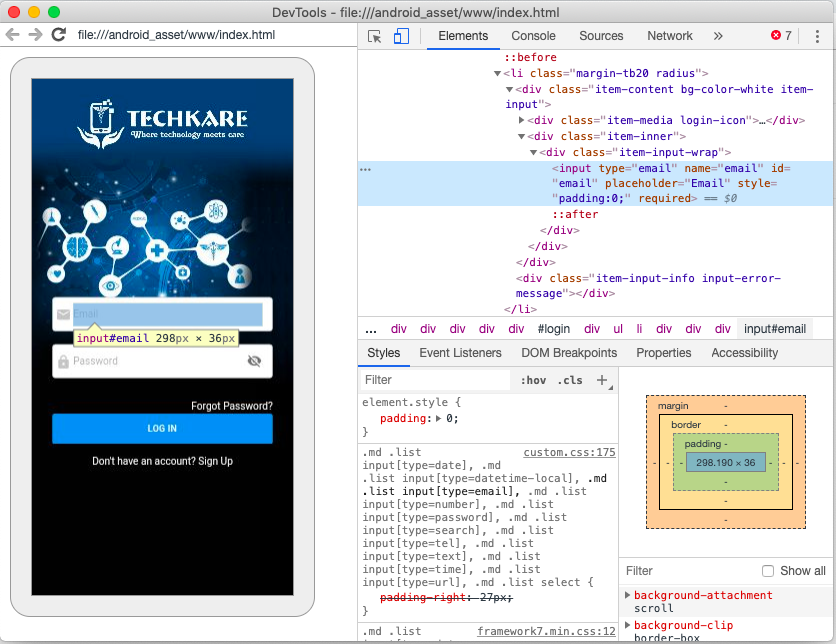 DevTools - file:///android_asset/www/index.html
file:///android_asset/www/index.html
Elements
Console
Sources
Network
»
7
TECHKARE
Where technology meets care
Email
input#email 298px × 36px
Password
Forgot Password?
LOG IN
Don't have an account? Sign Up
::before
▼<li class="margin-tb20 radius">
▼<div class="item-content bg-color-white item-
input">
▶<div class="item-media login-icon">…</div>
▼<div class="item-inner">
▼<div class="item-input-wrap">
<input type="email" name="email" id=
"email" placeholder="Email" style=
"padding:0;" required> == $0
::after
</div>
</div>
</div>
<div class="item-input-info input-error-
message"></div>
</li>
... div div div div div #login div ul li div div div input#email
Styles
Event Listeners
DOM Breakpoints
Properties
Accessibility
Filter
:hov .cls +
element.style {
padding:▶ 0;
}
.md .list custom.css:175
input[type=date], .md
.list input[type=datetime-local], .md
.list input[type=email], .md .list
input[type=number], .md .list
input[type=password], .md .list
input[type=search], .md .list
input[type=tel], .md .list
input[type=text], .md .list
input[type=time], .md .list
input[type=url], .md .list select {
padding-right: 27px;
}
.md .list framework7.min.css:12
margin -
border -
padding -
- - - 298.190 × 36 - - -
-
-
-
Filter
Show all
▶background-attachment
scroll
▶background-clip
border-box